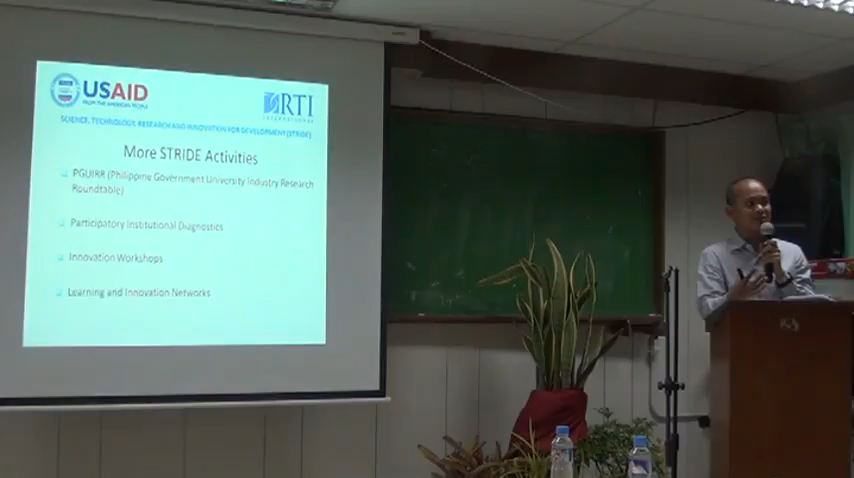 USAID
FROM THE AMERICAN PEOPLE
RTI
INTERNATIONAL
SCIENCE, TECHNOLOGY, RESEARCH AND INNOVATION FOR DEVELOPMENT (STRIDE)
More STRIDE Activities
PGUIRR (Philippine Government University Industry Research
Roundtable)
Participatory Institutional Diagnostics
Innovation Workshops
Learning and Innovation Networks